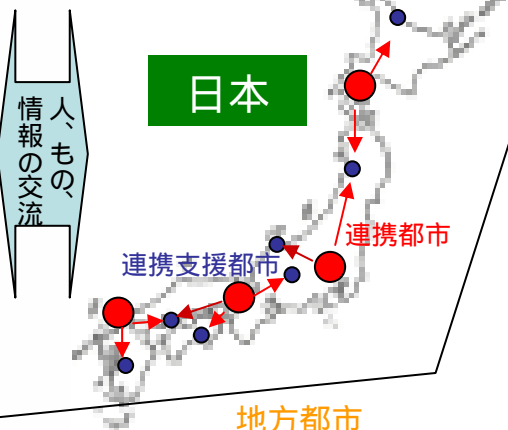 日本
人、もの、
情報の交流
連携都市
連携支援都市
地方都市